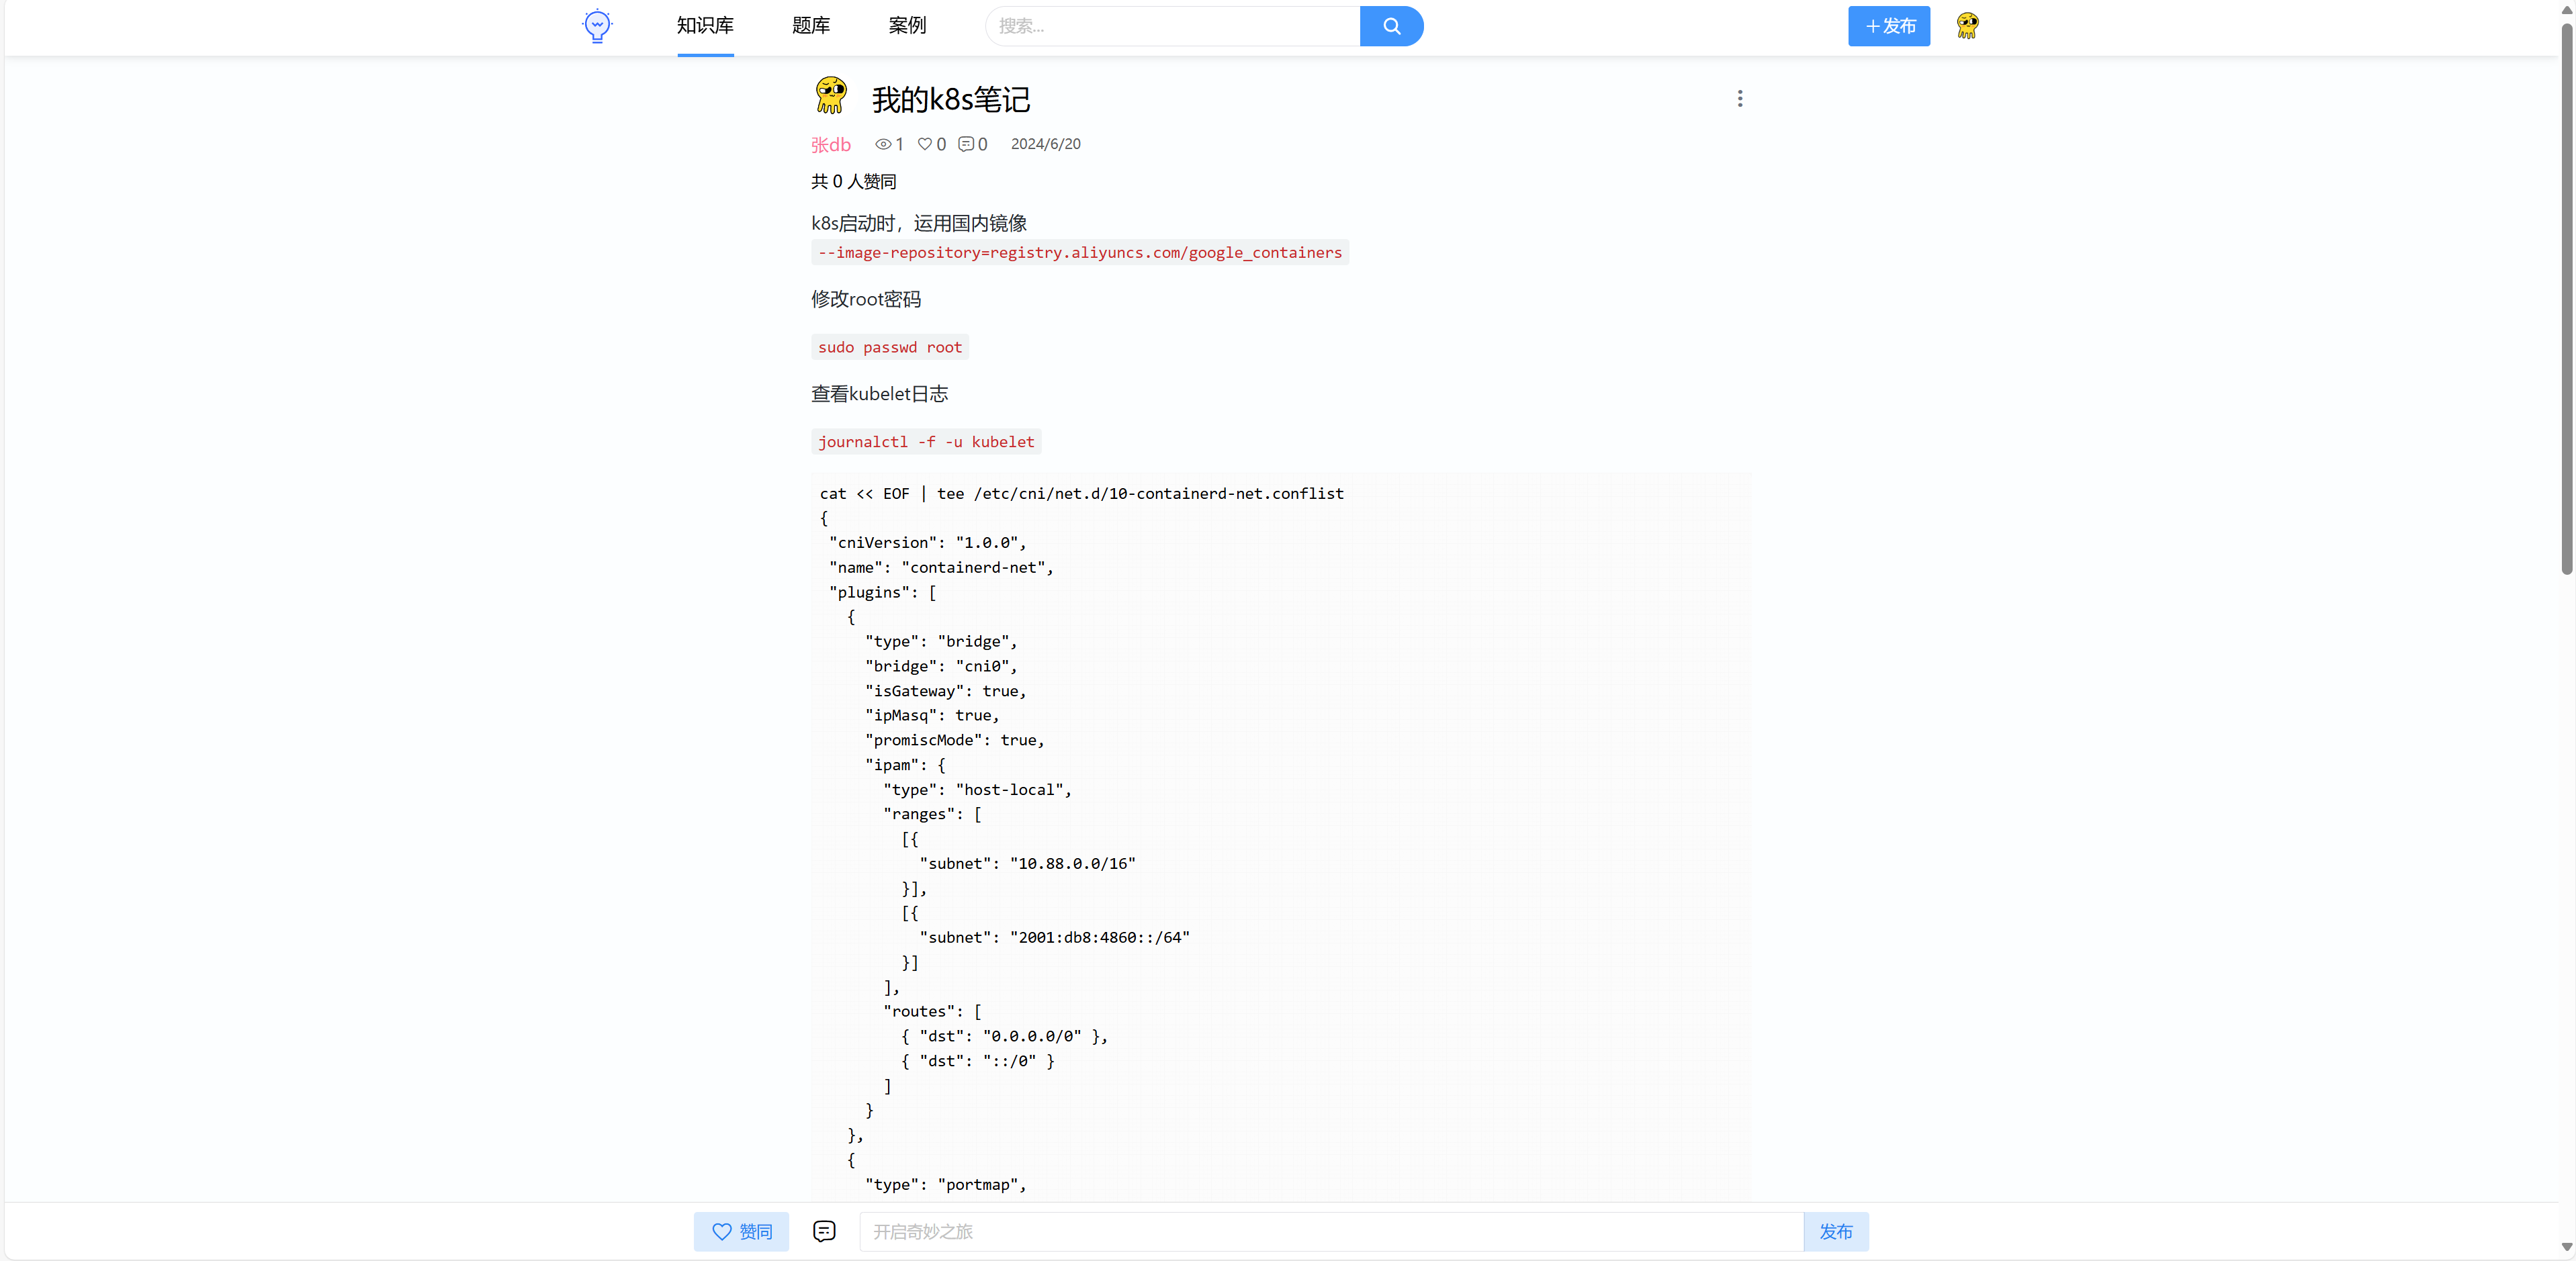 知识库 题库 案例 搜索... 发布
我的k8s笔记
张db 1 0 0 2024/6/20
共 0 人赞同
k8s启动时，运用国内镜像
--image-repository=registry.aliyuncs.com/google_containers
修改root密码
sudo passwd root
查看kubelet日志
journalctl -f -u kubelet
cat << EOF | tee /etc/cni/net.d/10-containerd-net.conflist
{
 "cniVersion": "1.0.0",
 "name": "containerd-net",
 "plugins": [
   {
     "type": "bridge",
     "bridge": "cni0",
     "isGateway": true,
     "ipMasq": true,
     "promiscMode": true,
     "ipam": {
       "type": "host-local",
       "ranges": [
         [{
           "subnet": "10.88.0.0/16"
         }],
         [{
           "subnet": "2001:db8:4860::/64"
         }]
       ],
       "routes": [
         { "dst": "0.0.0.0/0" },
         { "dst": "::/0" }
       ]
     }
   },
   {
     "type": "portmap",
赞同 开启奇妙之旅 发布